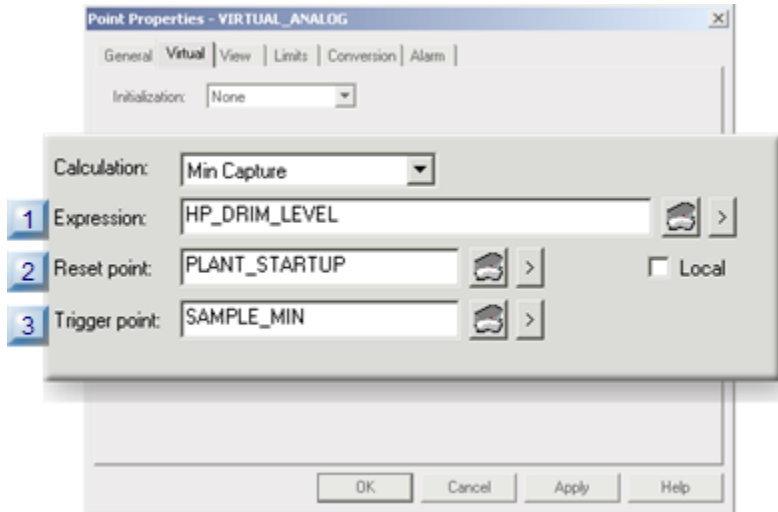 Point Properties - VIRTUAL_ANALOG
General Virtual View Limits Conversion Alarm
Initialization: None
Calculation: Min Capture
1 Expression: HP_DRIM_LEVEL >
2 Reset point: PLANT_STARTUP > Local
3 Trigger point: SAMPLE_MIN >
OK Cancel Apply Help